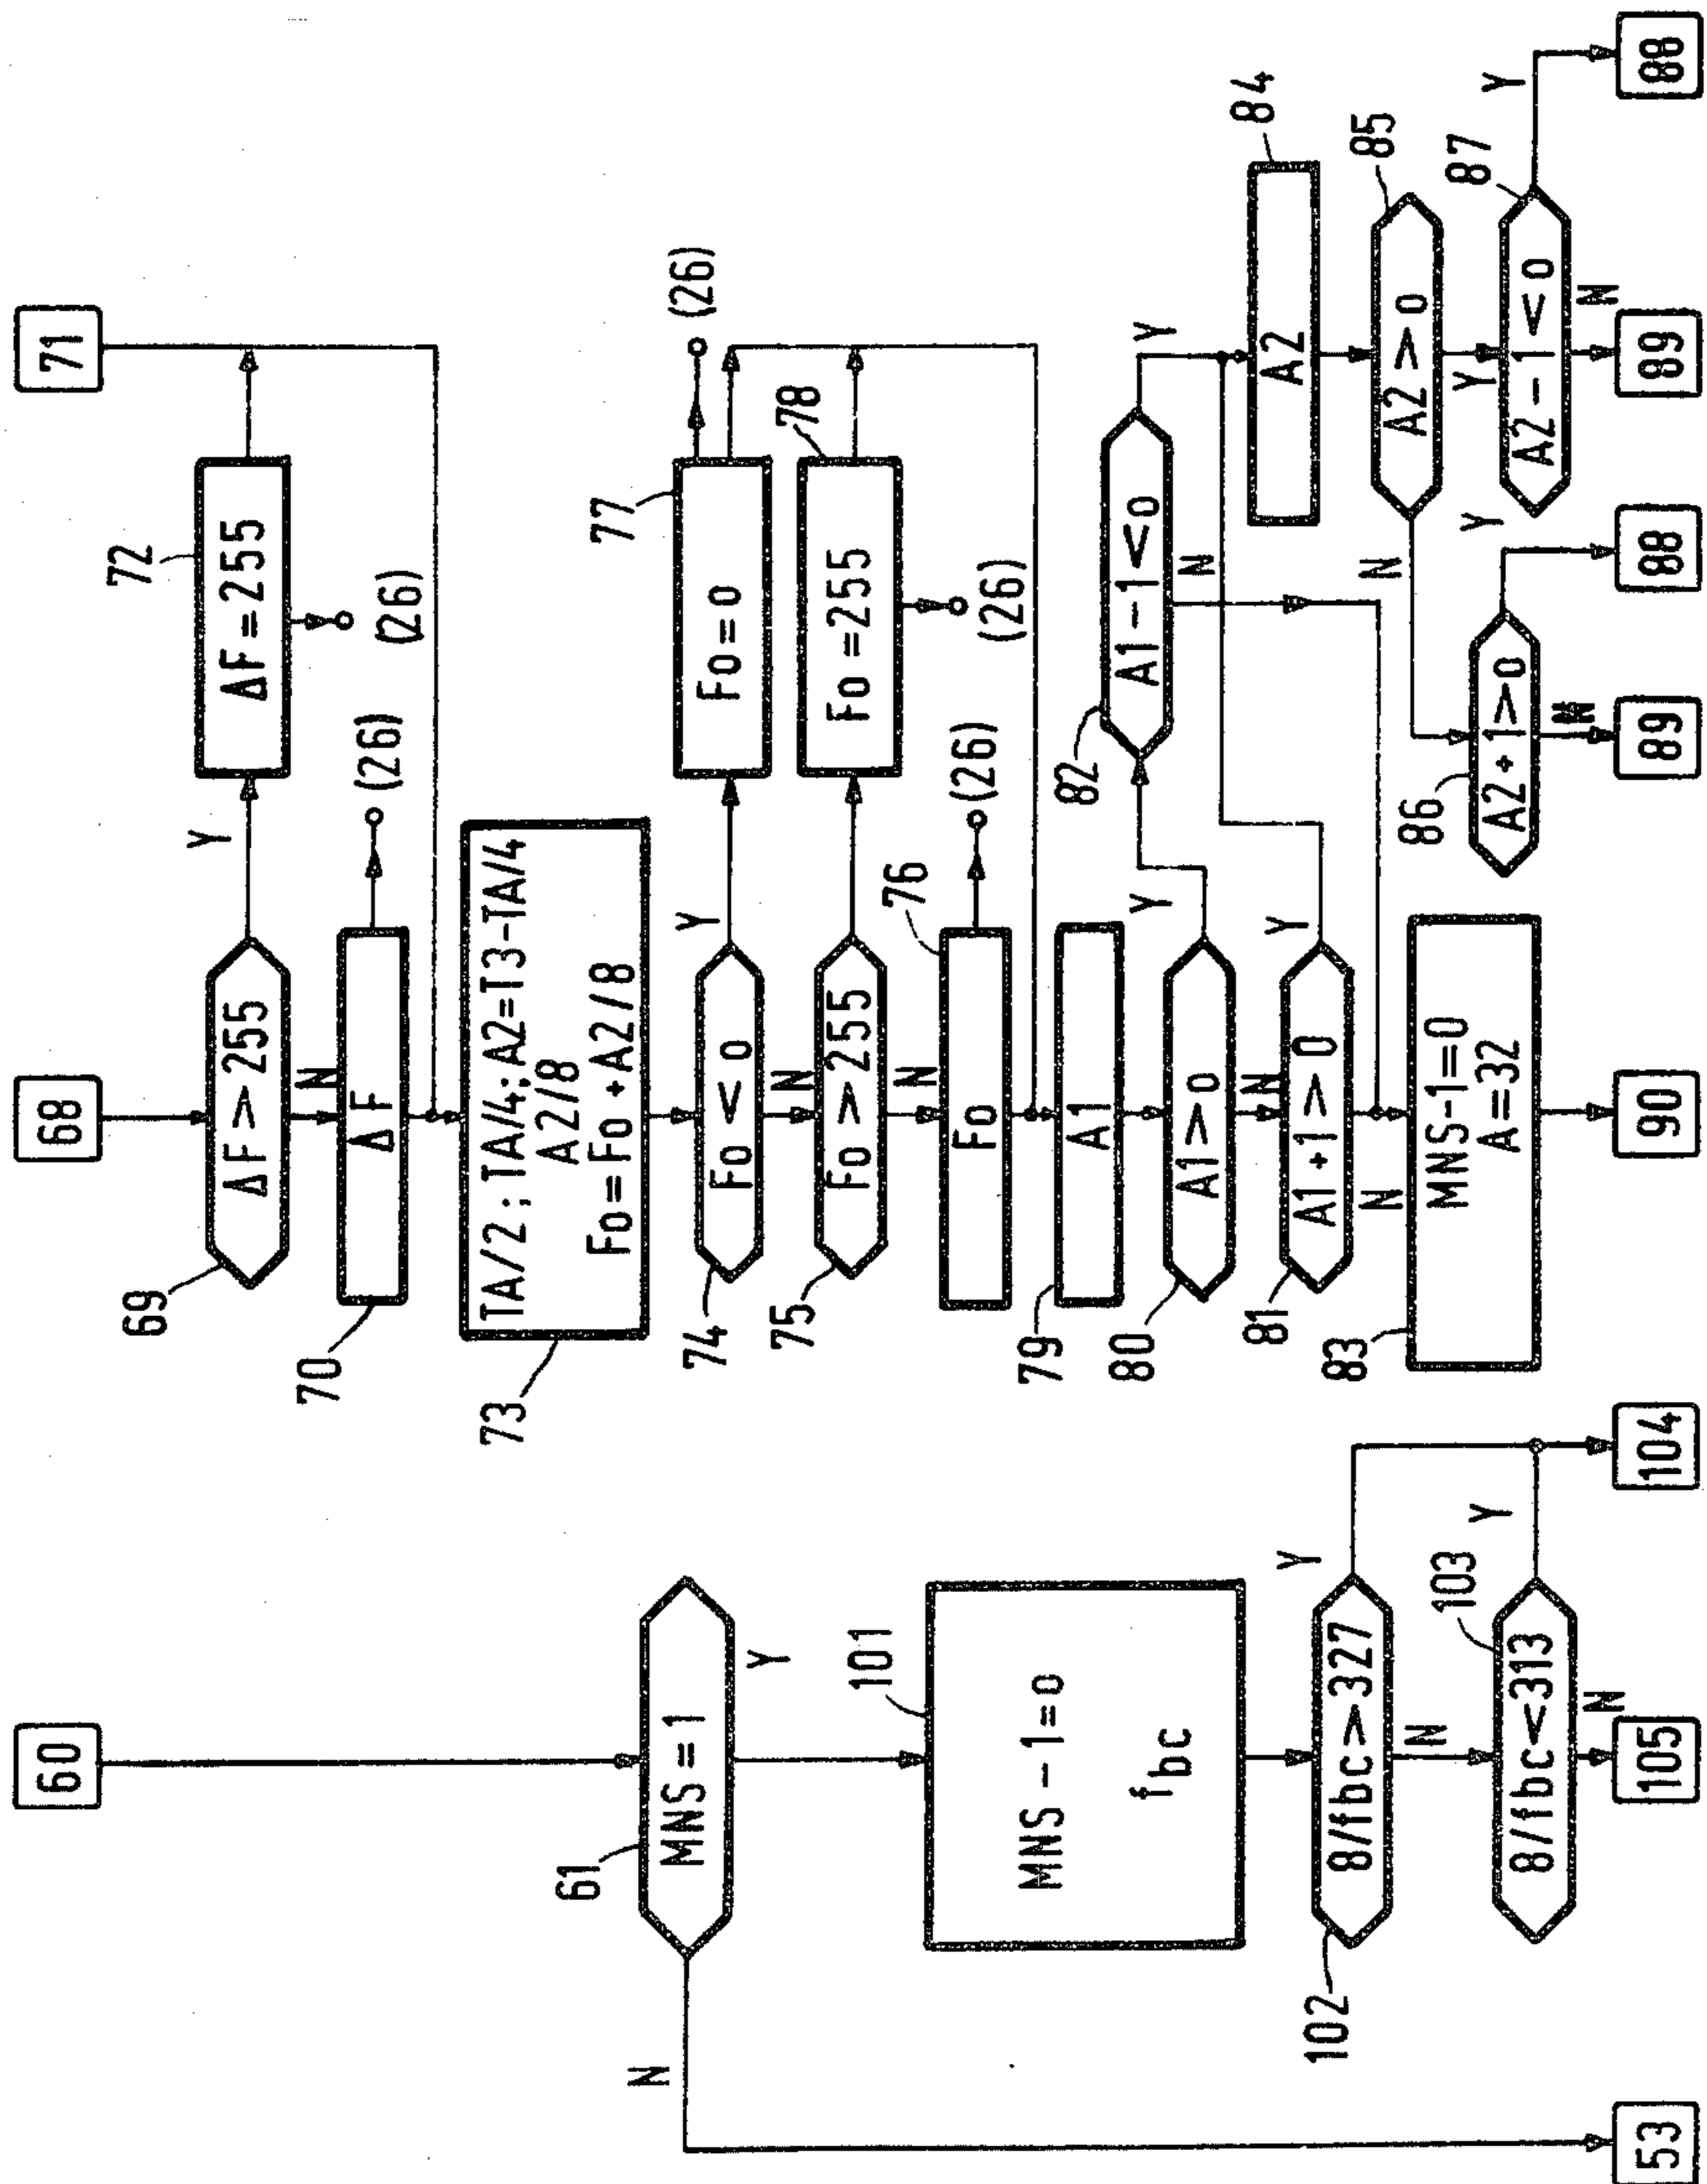 60
61
MNS = 1
N
Y
101
MNS - 1 = 0
fbc
102
8/fbc > 327
Y
N
103
8/fbc < 313
Y
N
53
105
104
68
71
69
ΔF > 255
Y
N
72
ΔF = 255
(26)
70
ΔF
(26)
73
TA/2 ; TA/4 ; A2 = T3 - TA/4
A2/8
Fo = Fo + A2/8
74
Fo < 0
Y
N
77
Fo = 0
(26)
75
Fo > 255
N
78
Fo = 255
(26)
76
Fo
(26)
79
A1
80
A1 > 0
Y
N
82
A1 - 1 < 0
Y
N
81
A1 + 1 > 0
Y
N
84
A2
85
A2 > 0
N
Y
83
MNS - 1 = 0
A = 32
86
A2 + 1 > 0
Y
N
87
A2 - 1 < 0
Y
N
90
89
88
89
88